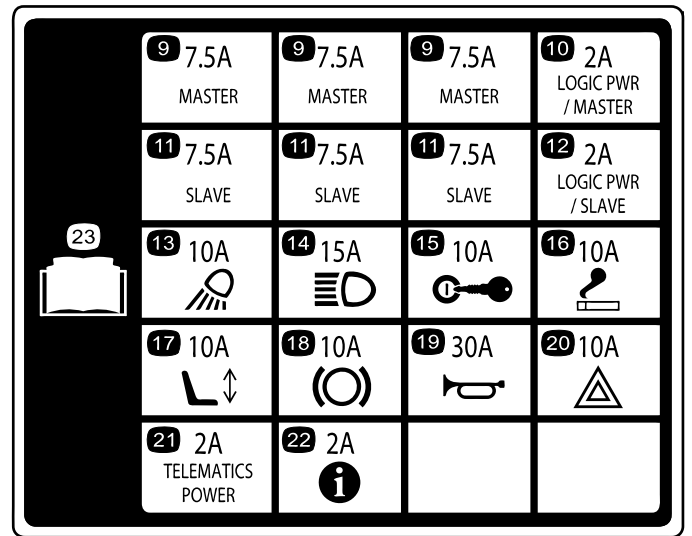 9 7.5A
MASTER
9 7.5A
MASTER
9 7.5A
MASTER
10 2A
LOGIC PWR
/ MASTER
11 7.5A
SLAVE
11 7.5A
SLAVE
11 7.5A
SLAVE
12 2A
LOGIC PWR
/ SLAVE
23
13 10A
14 15A
15 10A
16 10A
17 10A
18 10A
19 30A
20 10A
21 2A
TELEMATICS
POWER
22 2A
i